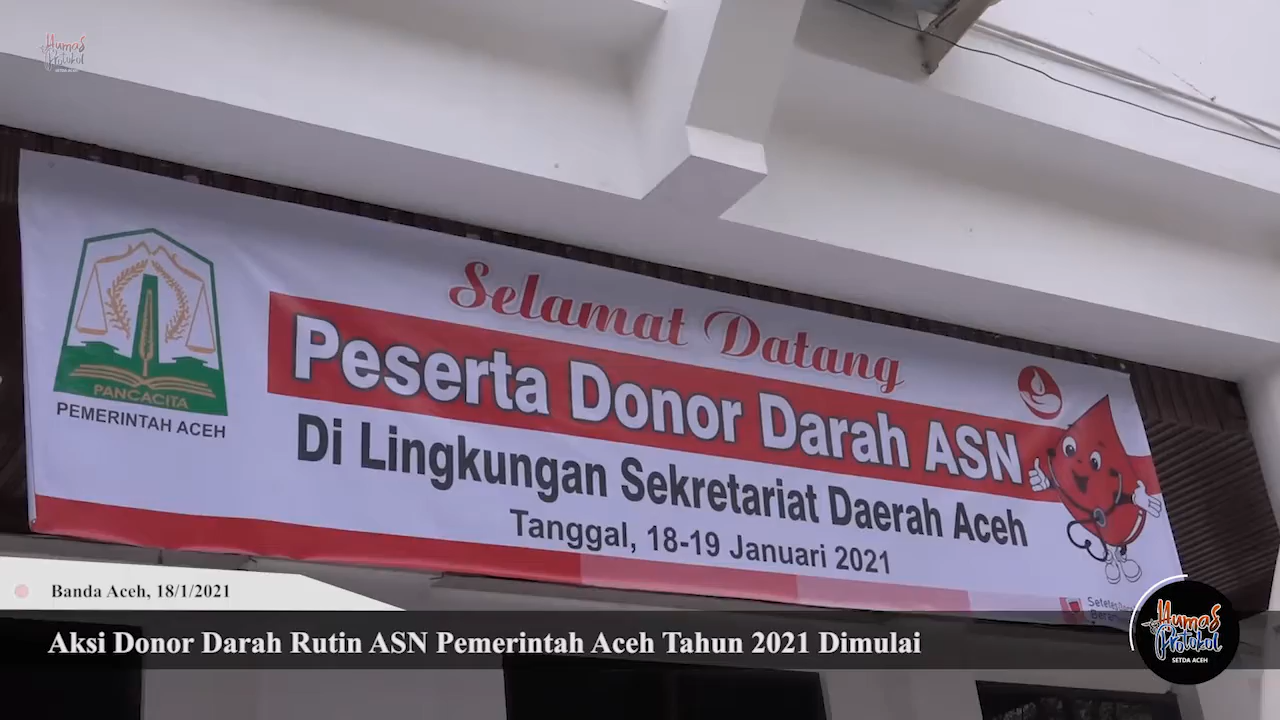 Humas
Protokol
SETDA ACEH
Selamat Datang
Peserta Donor Darah ASN
Di Lingkungan Sekretariat Daerah Aceh
Tanggal, 18-19 Januari 2021
PANCACITA
PEMERINTAH ACEH
Banda Aceh, 18/1/2021
Aksi Donor Darah Rutin ASN Pemerintah Aceh Tahun 2021 Dimulai
Humas
Protokol
SETDA ACEH